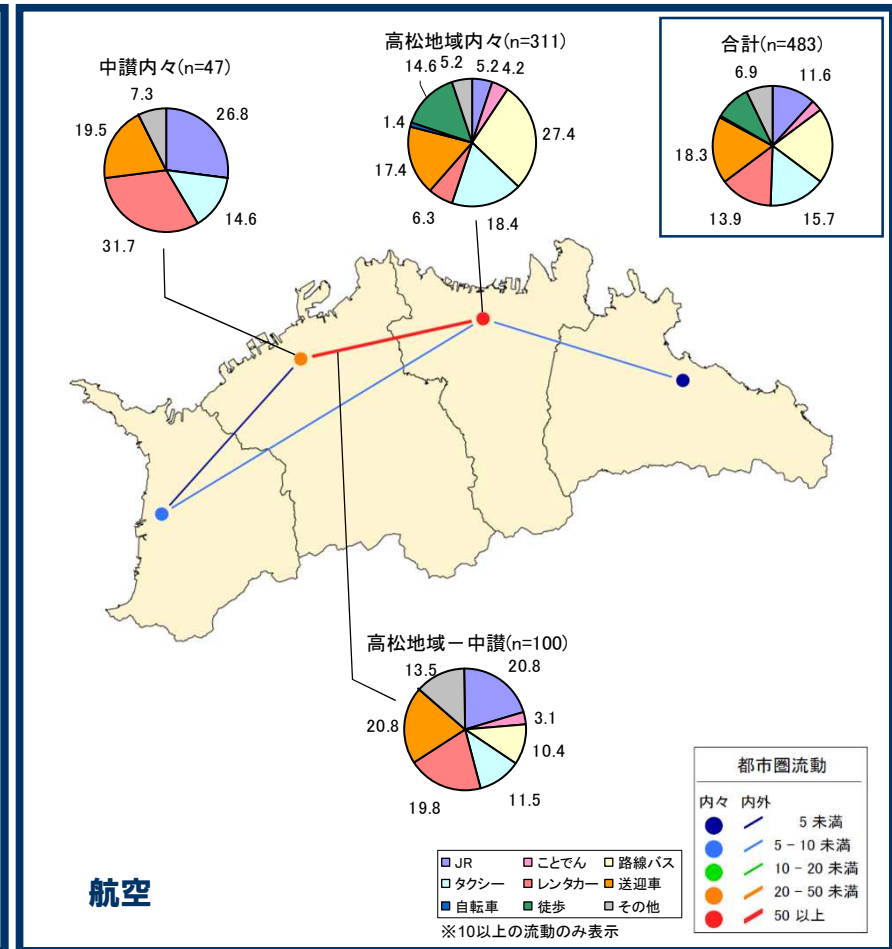 中讃内々(n=47)
7.3
26.8
19.5
14.6
31.7
高松地域内々(n=311)
14.6 5.2 5.2 4.2
1.4
27.4
17.4
6.3
18.4
合計(n=483)
6.9
11.6
18.3
13.9
15.7
高松地域－中讃(n=100)
13.5
20.8
3.1
20.8
10.4
19.8
11.5
航空
JR ことでん 路線バス
タクシー レンタカー 送迎車
自転車 徒歩 その他
※10以上の流動のみ表示
都市圏流動
内々 内外
5 未満
5 - 10 未満
10 - 20 未満
20 - 50 未満
50 以上